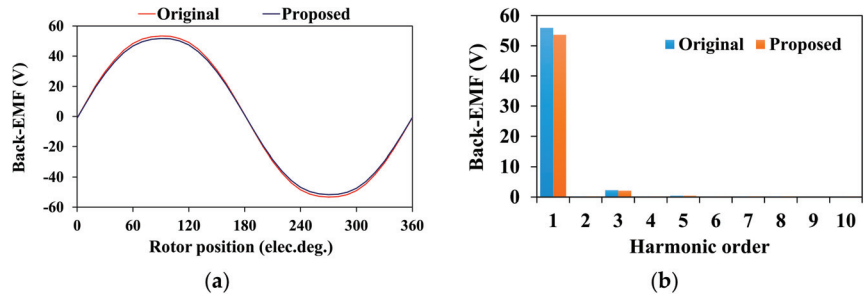 Original Proposed
Back-EMF (V)
60
40
20
0
-20
-40
-60
0 60 120 180 240 300 360
Rotor position (elec.deg.)
(a)
Back-EMF (V)
60
50
40
30
20
10
0
Original Proposed
1 2 3 4 5 6 7 8 9 10
Harmonic order
(b)